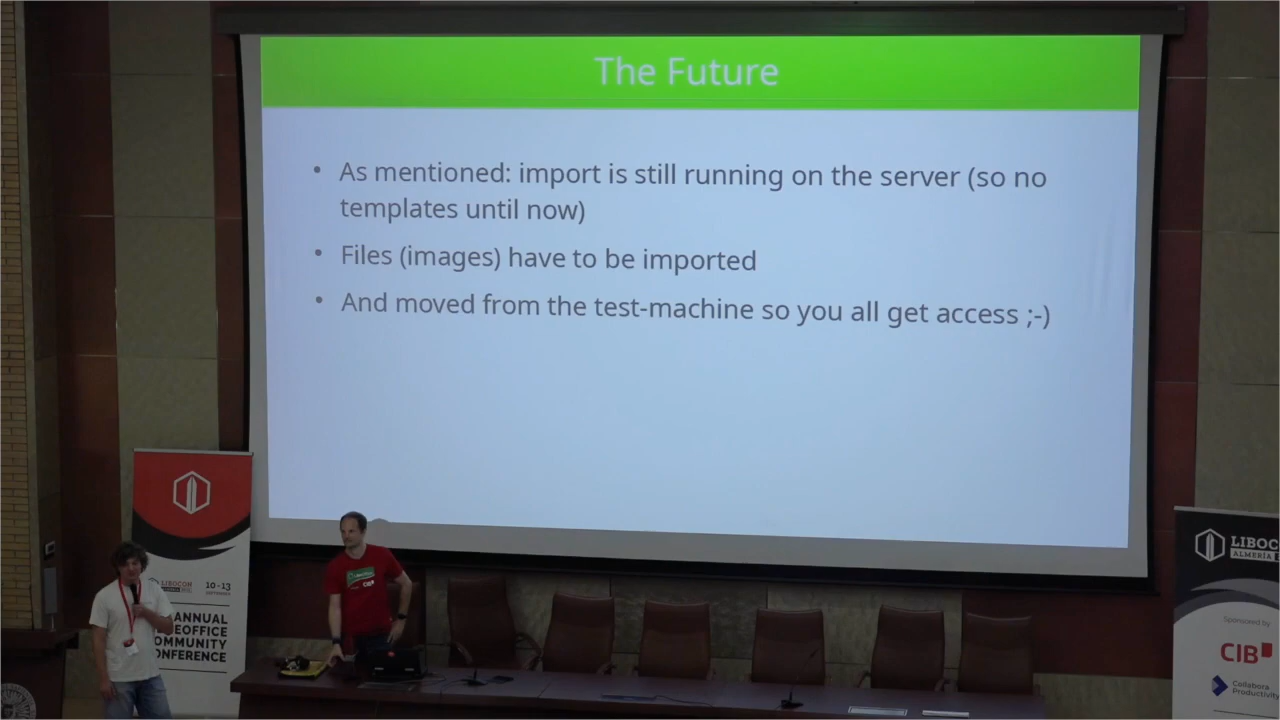 The Future
• As mentioned: import is still running on the server (so no
templates until now)
• Files (images) have to be imported
• And moved from the test-machine so you all get access ;-)
LIBOCON
10-13
ANNUAL
EOFFICE
OMMUNITY
ONFERENCE
LIBOC
ALMERÍA
Sponsored by
CIB
Collabora
Productivity